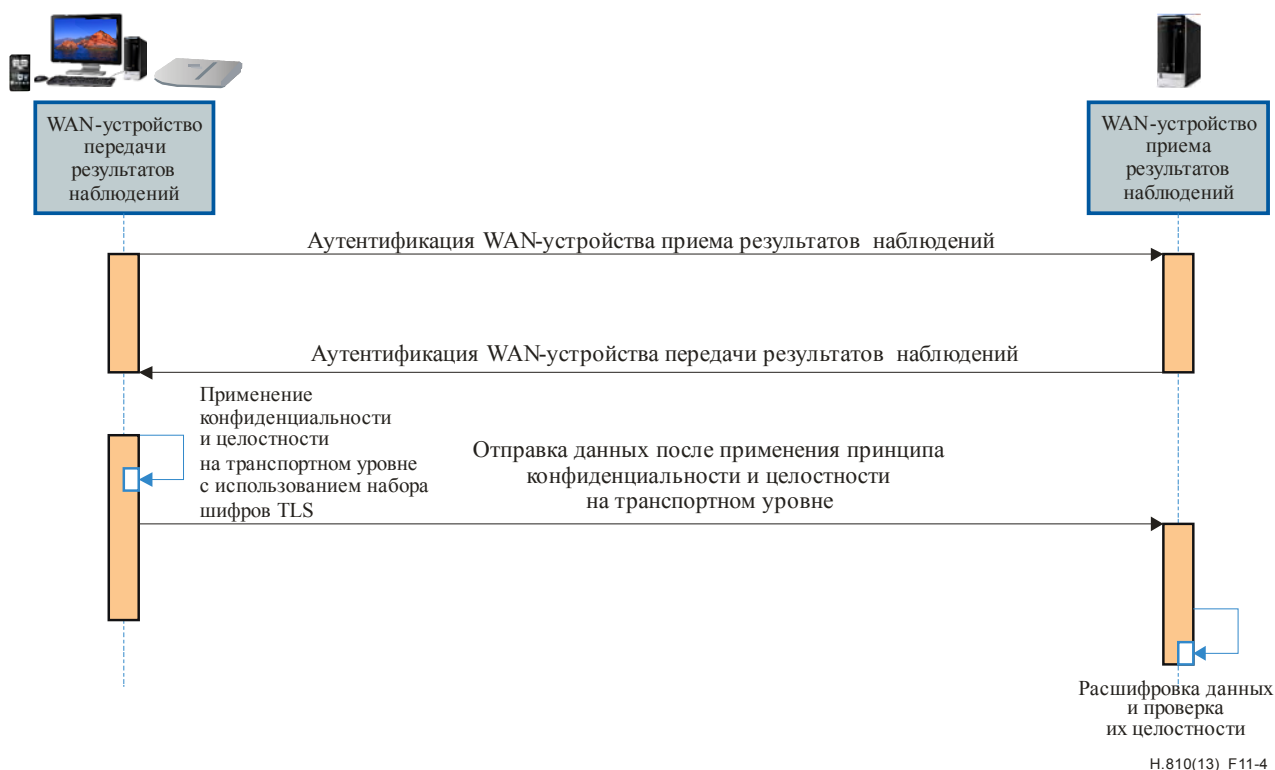 WAN-устройство
передачи
результатов
наблюдений
WAN-устройство
приема
результатов
наблюдений
Аутентификация WAN-устройства приема результатов наблюдений
Аутентификация WAN-устройства передачи результатов наблюдений
Применение
конфиденциальности
и целостности
на транспортном уровне
с использованием набора
шифров TLS
Отправка данных после применения принципа
конфиденциальности и целостности
на транспортном уровне
Расшифровка данных
и проверка
их целостности
H.810(13)_F11-4